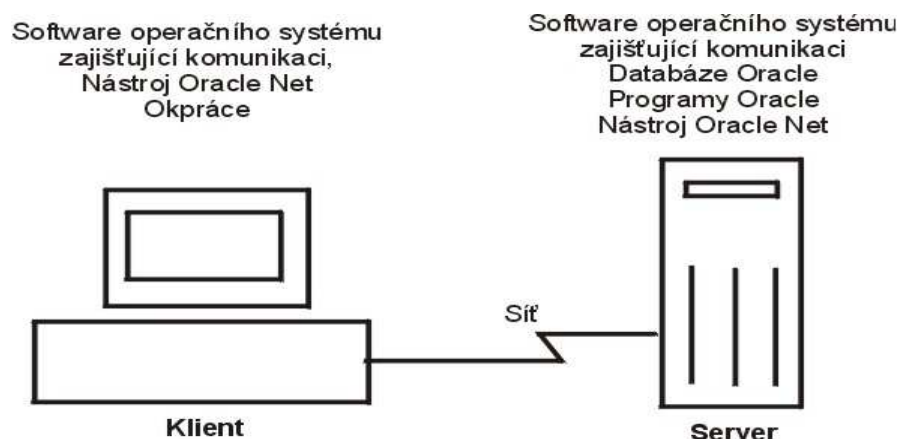 Software operačního systému
zajišťující komunikaci,
Nástroj Oracle Net
Okpráce
Software operačního systému
zajišťující komunikaci
Databáze Oracle
Programy Oracle
Nástroj Oracle Net
Síť
Klient
Server